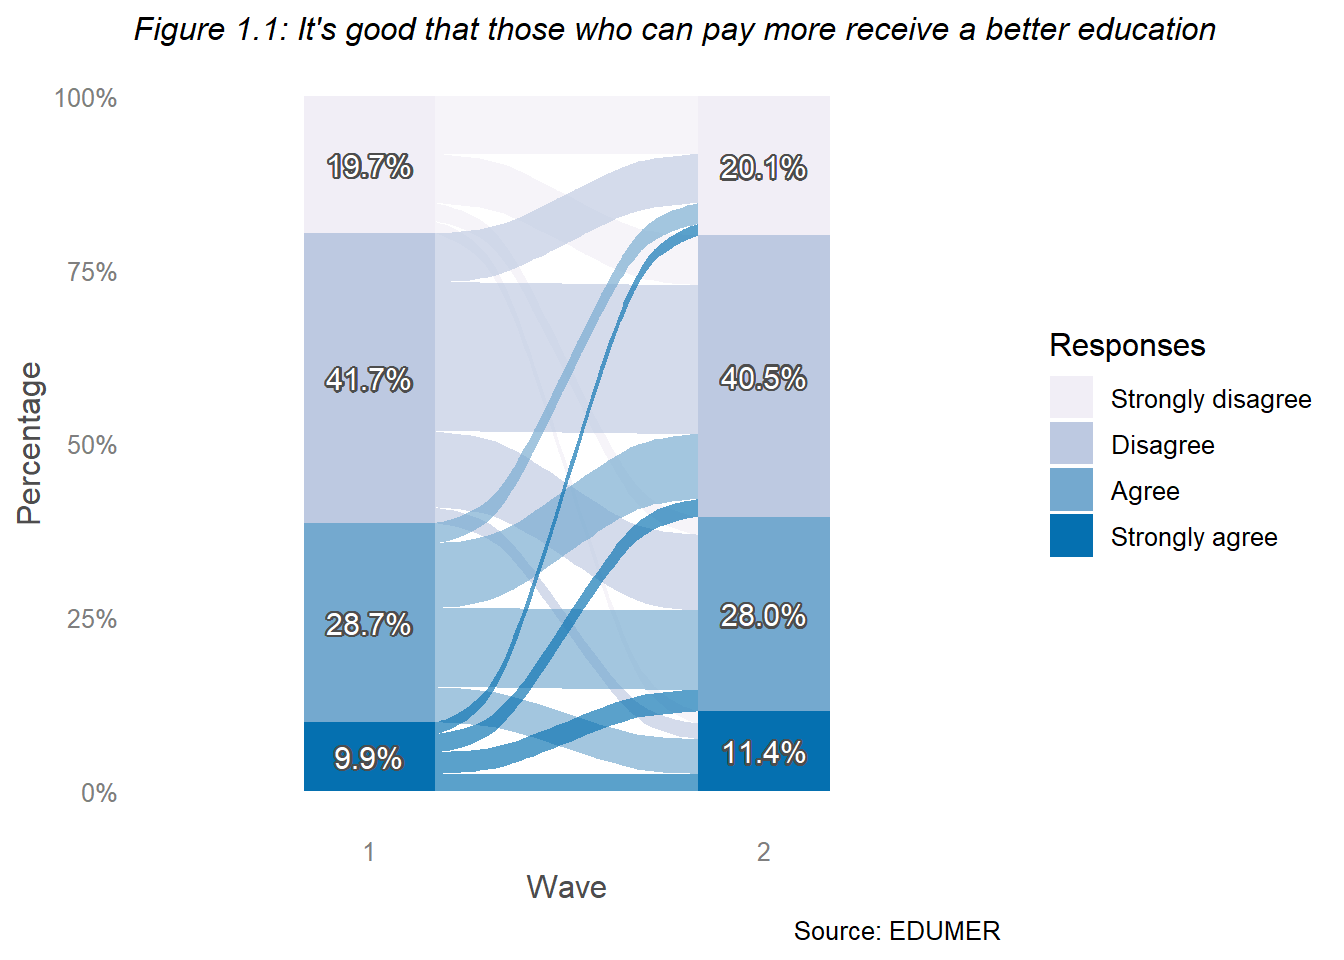 Figure 1.1: It's good that those who can pay more receive a better education
100%
75%
50%
25%
0%
Percentage
19.7%
41.7%
28.7%
9.9%
20.1%
40.5%
28.0%
11.4%
1
2
Wave
Responses
Strongly disagree
Disagree
Agree
Strongly agree
Source: EDUMER